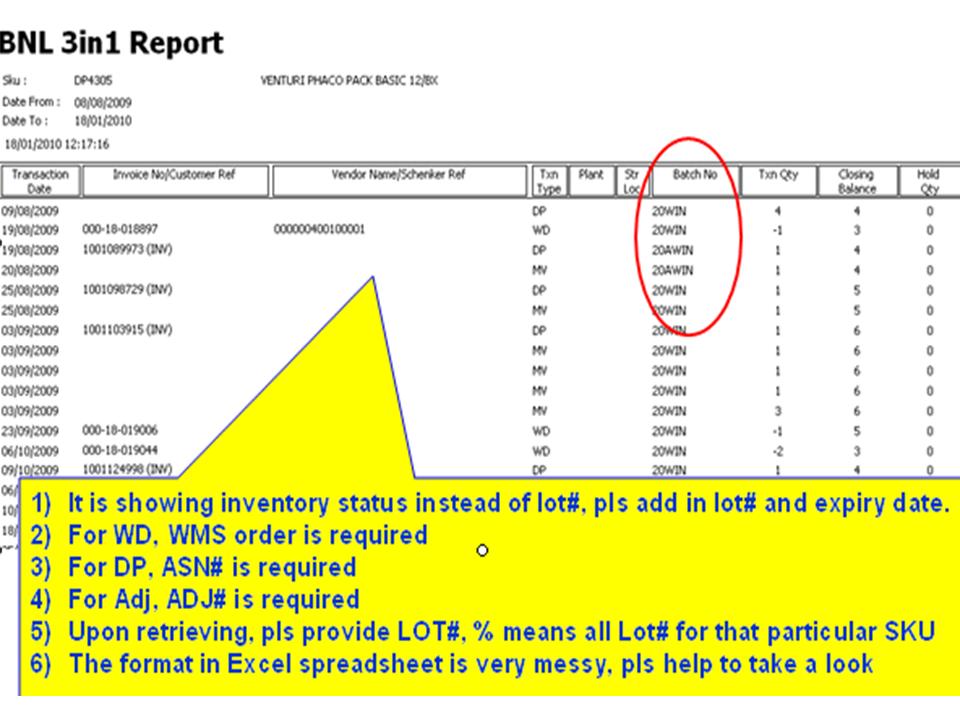 BNL 3in1 Report
Sku : DP4305 VENTURI PHACO PACK BASIC 12/BX
Date From : 08/08/2009
Date To : 18/01/2010
18/01/2010 12:17:16
Transaction Date Invoice No/Customer Ref Vendor Name/Schenker Ref Txn Type Plant Str Loc Batch No Txn Qty Closing Balance Hold Qty
09/08/2009 DP 20WIN 4 4 0
19/08/2009 000-18-018897 000000400100001 WD 20WIN -1 3 0
19/08/2009 1001089973 (INV) DP 20AWIN 1 4 0
20/08/2009 MV 20AWIN 1 4 0
25/08/2009 1001098729 (INV) DP 20WIN 1 5 0
25/08/2009 MV 20WIN 1 5 0
03/09/2009 1001103915 (INV) DP 20WIN 1 6 0
03/09/2009 MV 20WIN 1 6 0
03/09/2009 MV 20WIN 1 6 0
03/09/2009 MV 20WIN 1 6 0
03/09/2009 MV 20WIN 3 6 0
23/09/2009 000-18-019006 WD 20WIN -1 5 0
06/10/2009 000-18-019044 WD 20WIN -2 3 0
09/10/2009 1001124998 (INV) DP 20WIN 1 4 0
06/
10/
18/
1) It is showing inventory status instead of lot#, pls add in lot# and expiry date.
2) For WD, WMS order is required
3) For DP, ASN# is required
4) For Adj, ADJ# is required
5) Upon retrieving, pls provide LOT#, % means all Lot# for that particular SKU
6) The format in Excel spreadsheet is very messy, pls help to take a look